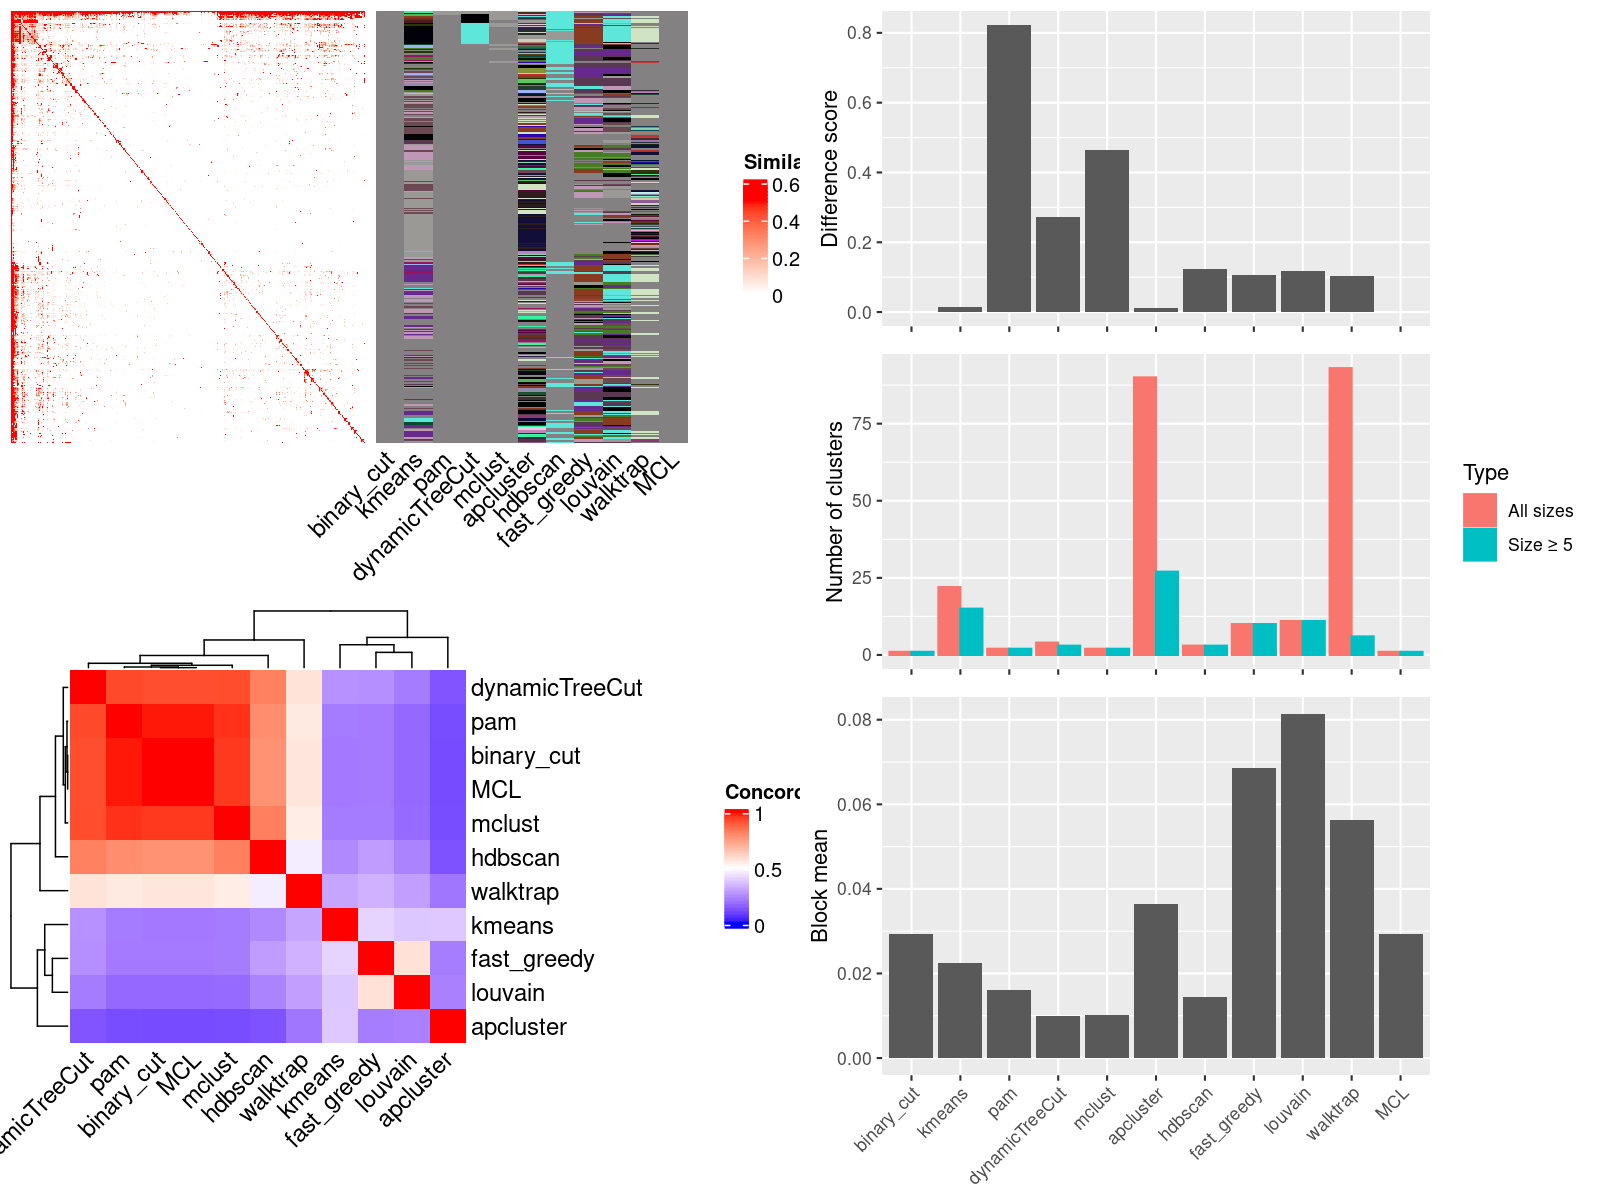 Simila
0.6
0.4
0.2
0
binary_cut
kmeans
pam
dynamicTreeCut
mclust
apcluster
hdbscan
fast_greedy
louvain
walktrap
MCL
Difference score
0.8
0.6
0.4
0.2
0.0
Number of clusters
75
50
25
0
Type
All sizes
Size ≥ 5
dynamicTreeCut
pam
binary_cut
MCL
mclust
hdbscan
walktrap
kmeans
fast_greedy
louvain
apcluster
amicTreeCut
pam
binary_cut
MCL
mclust
hdbscan
walktrap
kmeans
fast_greedy
louvain
apcluster
Concord
1
0.5
0
Block mean
0.08
0.06
0.04
0.02
0.00
binary_cut
kmeans
pam
dynamicTreeCut
mclust
apcluster
hdbscan
fast_greedy
louvain
walktrap
MCL